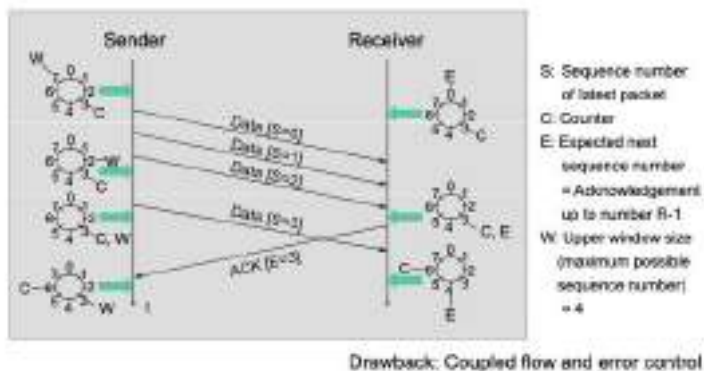 Sender
Receiver
W
C
E
C
Data [S=0]
Data [S=1]
Data [S=2]
W
C
C, W
Data [S=3]
ACK [E=3]
C, E
C
W
t
C
E
S: Sequence number
of latest packet
C: Counter
E: Expected next
sequence number
= Acknowledgement
up to number R-1
W: Upper window size
(maximum possible
sequence number)
= 4
Drawback: Coupled flow and error control